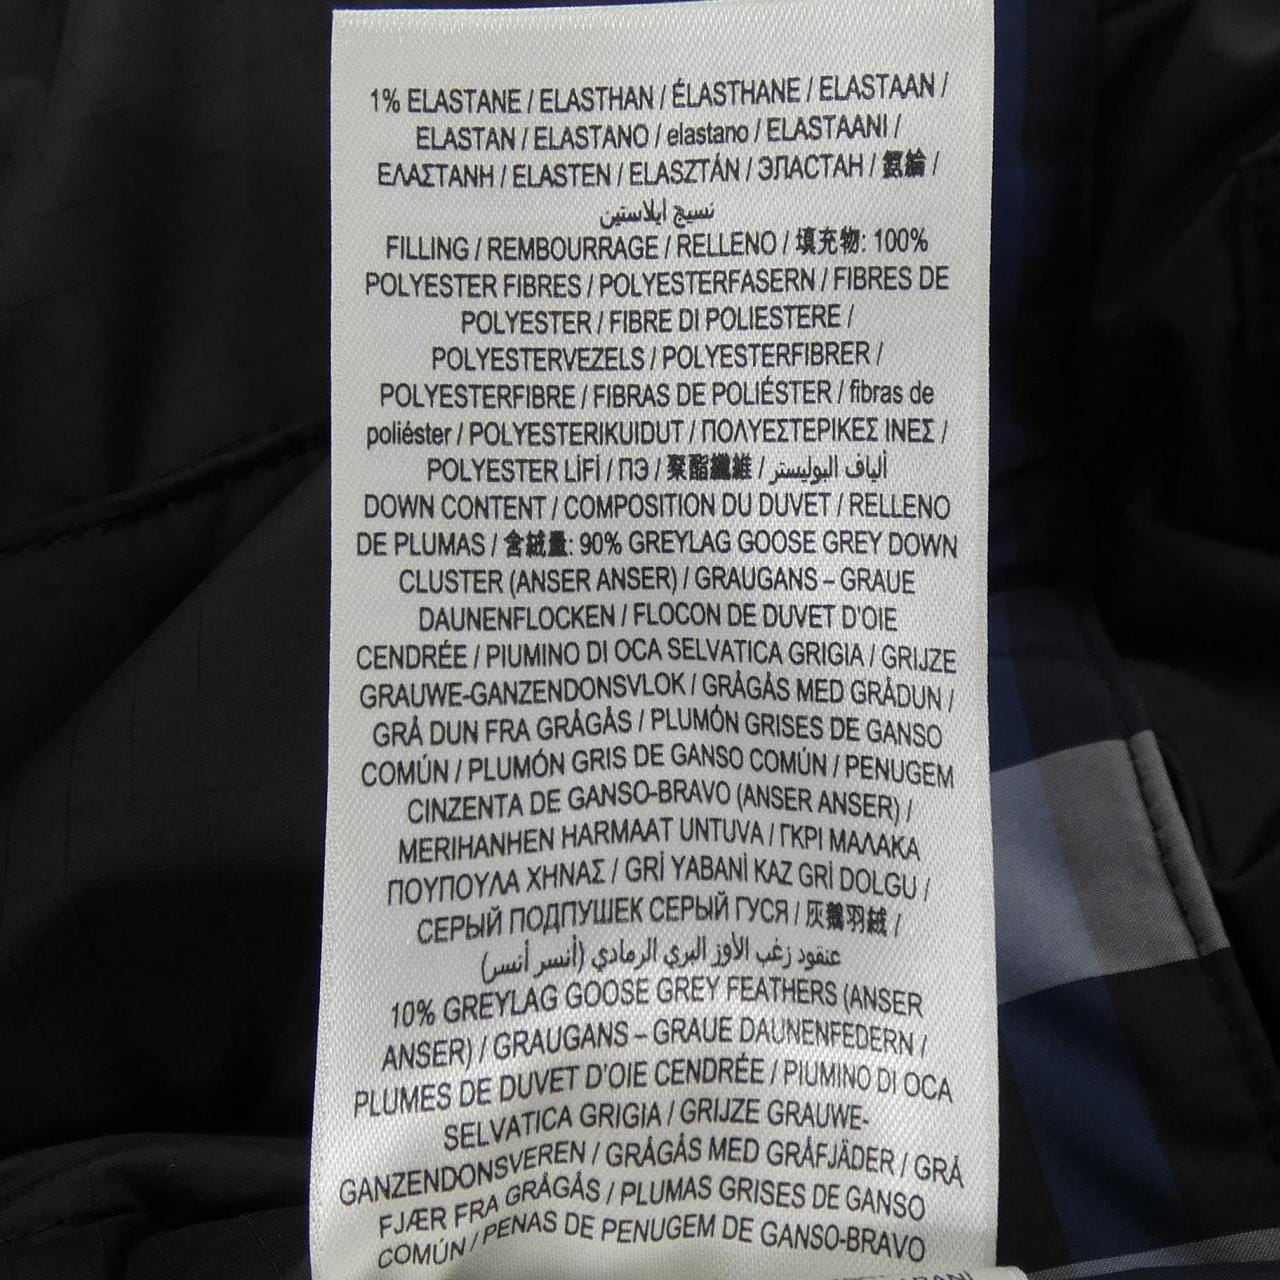 1% ELASTANE / ELASTHAN / ÉLASTHANE / ELASTAAN /
ELASTAN / ELASTANO / elastano / ELASTAANI /
ΕΛΑΣΤΑΝΗ / ELASTEN / ELASZTÁN / ЭПАСТАН / 氨綸 /
نسيج ايلاستين
FILLING / REMBOURRAGE / RELLENO / 填充物: 100%
POLYESTER FIBRES / POLYESTERFASERN / FIBRES DE
POLYESTER / FIBRE DI POLIESTERE /
POLYESTERVEZELS / POLYESTERFIBRER /
POLYESTERFIBRE / FIBRAS DE POLIÉSTER / fibras de
poliéster / POLYESTERIKUIDUT / ΠΟΛΥΕΣΤΕΡΙΚΕΣ ΙΝΕΣ /
POLYESTER LİFİ / ПЭ / 聚酯纖維 / ألياف البوليستر
DOWN CONTENT / COMPOSITION DU DUVET / RELLENO
DE PLUMAS / 含絨量: 90% GREYLAG GOOSE GREY DOWN
CLUSTER (ANSER ANSER) / GRAUGANS – GRAUE
DAUNENFLOCKEN / FLOCON DE DUVET D'OIE
CENDRÉE / PIUMINO DI OCA SELVATICA GRIGIA / GRIJZE
GRAUWE-GANZENDONSVLOK / GRÅGÅS MED GRÅDUN /
GRÅ DUN FRA GRÅGÅS / PLUMÓN GRISES DE GANSO
COMÚN / PLUMÓN GRIS DE GANSO COMÚN / PENUGEM
CINZENTA DE GANSO-BRAVO (ANSER ANSER) /
MERIHANHEN HARMAAT UNTUVA / ΓΚΡΙ ΜΑΛΑΚΑ
ΠΟΥΠΟΥΛΑ ΧΗΝΑΣ / GRİ YABANİ KAZ GRİ DOLGU /
СЕРЫЙ ПОДПУШЕК СЕРЫЙ ГУСЯ / 灰鵝羽絨 /
عنقود زغب الأوز البري الرمادي (أنسر أنسر)
10% GREYLAG GOOSE GREY FEATHERS (ANSER
ANSER) / GRAUGANS – GRAUE DAUNENFEDERN /
PLUMES DE DUVET D'OIE CENDRÉE / PIUMINO DI OCA
SELVATICA GRIGIA / GRIJZE GRAUWE-
GANZENDONSVEREN / GRÅGÅS MED GRÅFJÄDER / GRÅ
FJÆR FRA GRÅGÅS / PLUMAS GRISES DE GANSO
COMÚN / PENAS DE PENUGEM DE GANSO-BRAVO